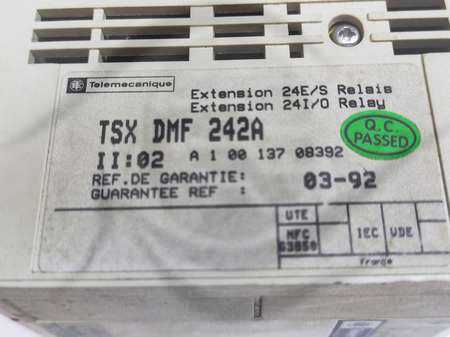 Telemecanique
Extension 24E/S Relais
Extension 24I/O Relay
TSX DMF 242A
Q.C.
PASSED
II:02 A 1 00 137 08392
REF.DE GARANTIE:
GUARANTEE REF :
03-92
UTE
NFC
63850
IEC
VDE
France